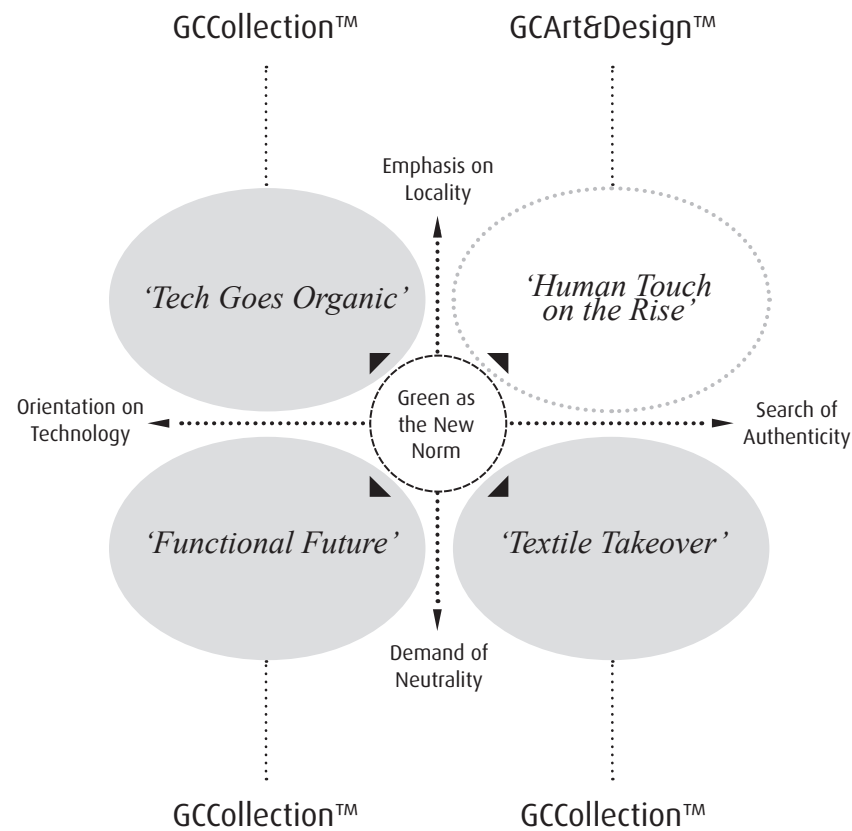 GCCollection™
GCArt&Design™
Emphasis on
Locality
‘Tech Goes Organic’
‘Human Touch
on the Rise’
Orientation on
Technology
Green as
the New
Norm
Search of
Authenticity
‘Functional Future’
‘Textile Takeover’
Demand of
Neutrality
GCCollection™
GCCollection™